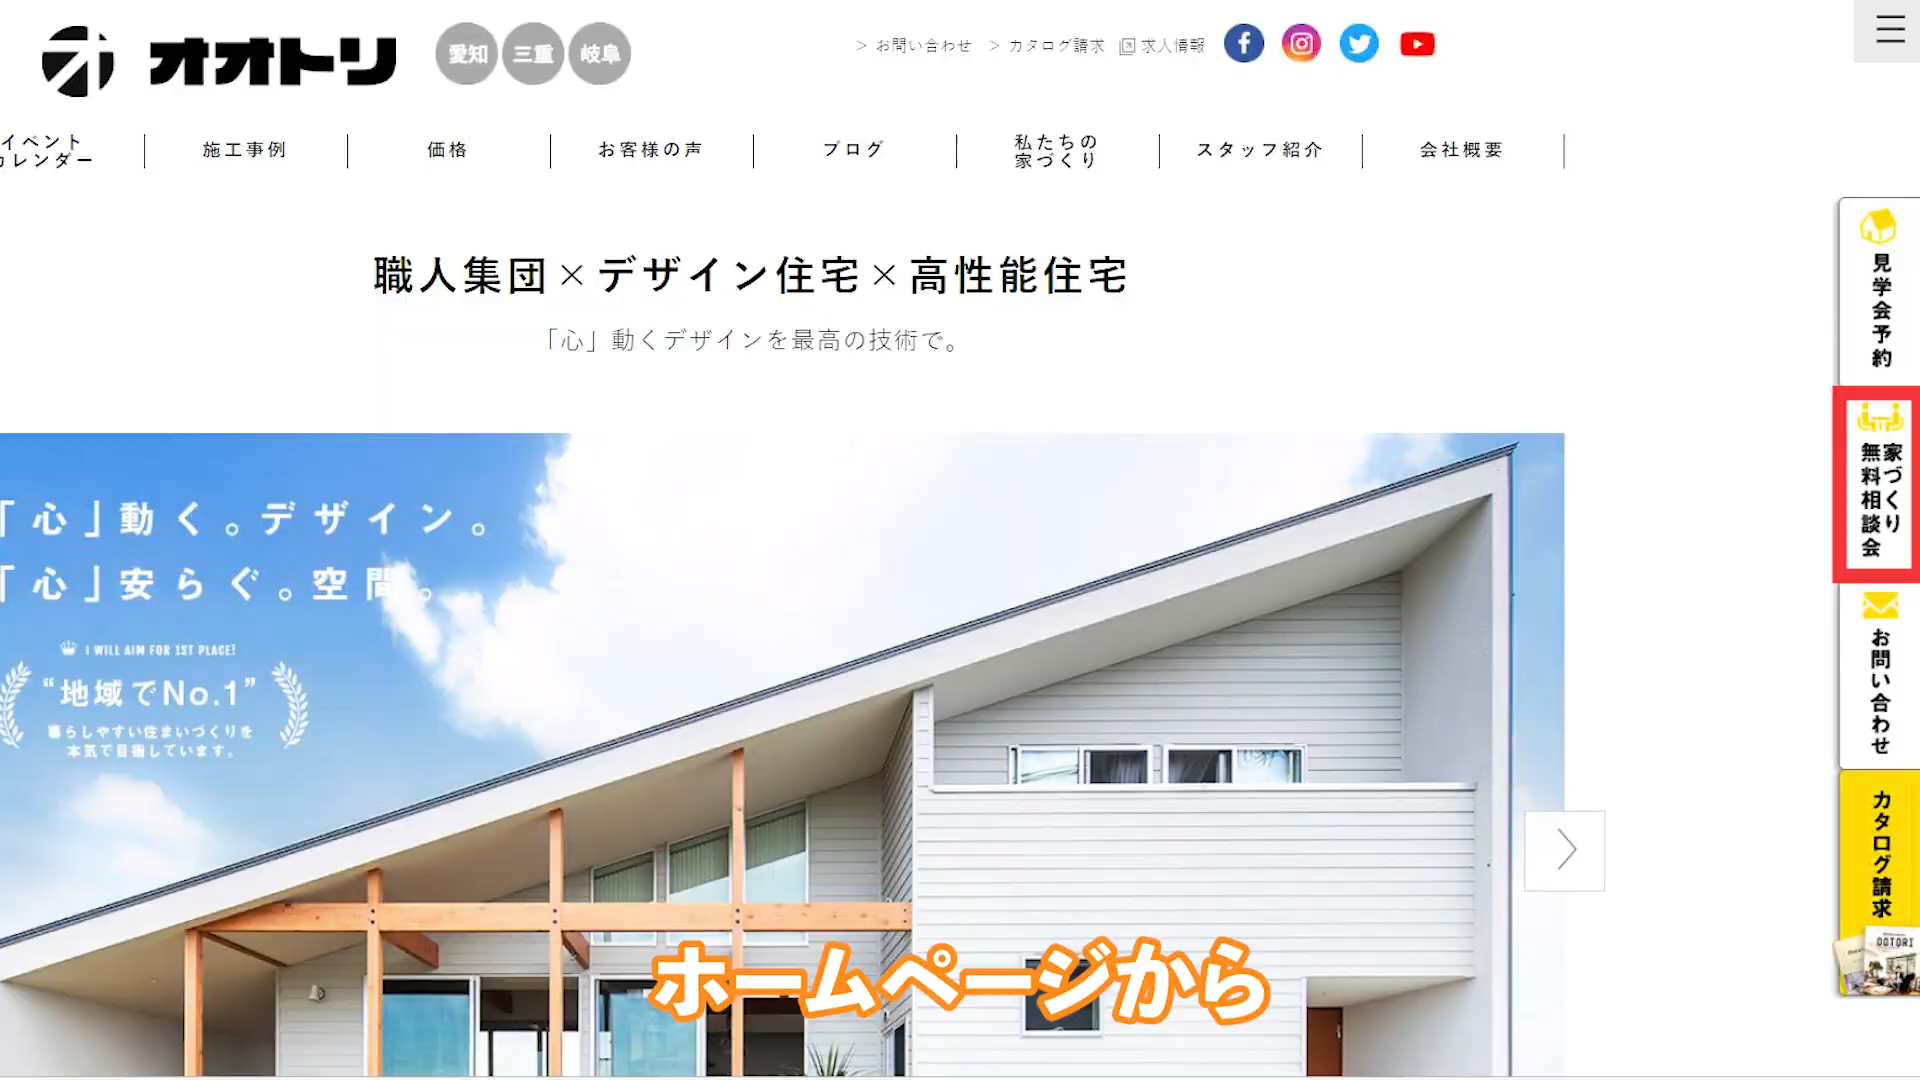 オオトリ
愛知 三重 岐阜
> お問い合わせ > カタログ請求 求人情報
イベント
カレンダー
施工事例
価格
お客様の声
ブログ
私たちの
家づくり
スタッフ紹介
会社概要
職人集団×デザイン住宅×高性能住宅
「心」動くデザインを最高の技術で。
「心」動く。デザイン。
「心」安らぐ。空間。
I WILL AIM FOR 1ST PLACE!
“地域でNo.1”
暮らしやすい住まいづくりを
本気で目指しています。
見学会予約
家づくり
無料相談会
お問い合わせ
カタログ請求
OOTORI
ホームページから